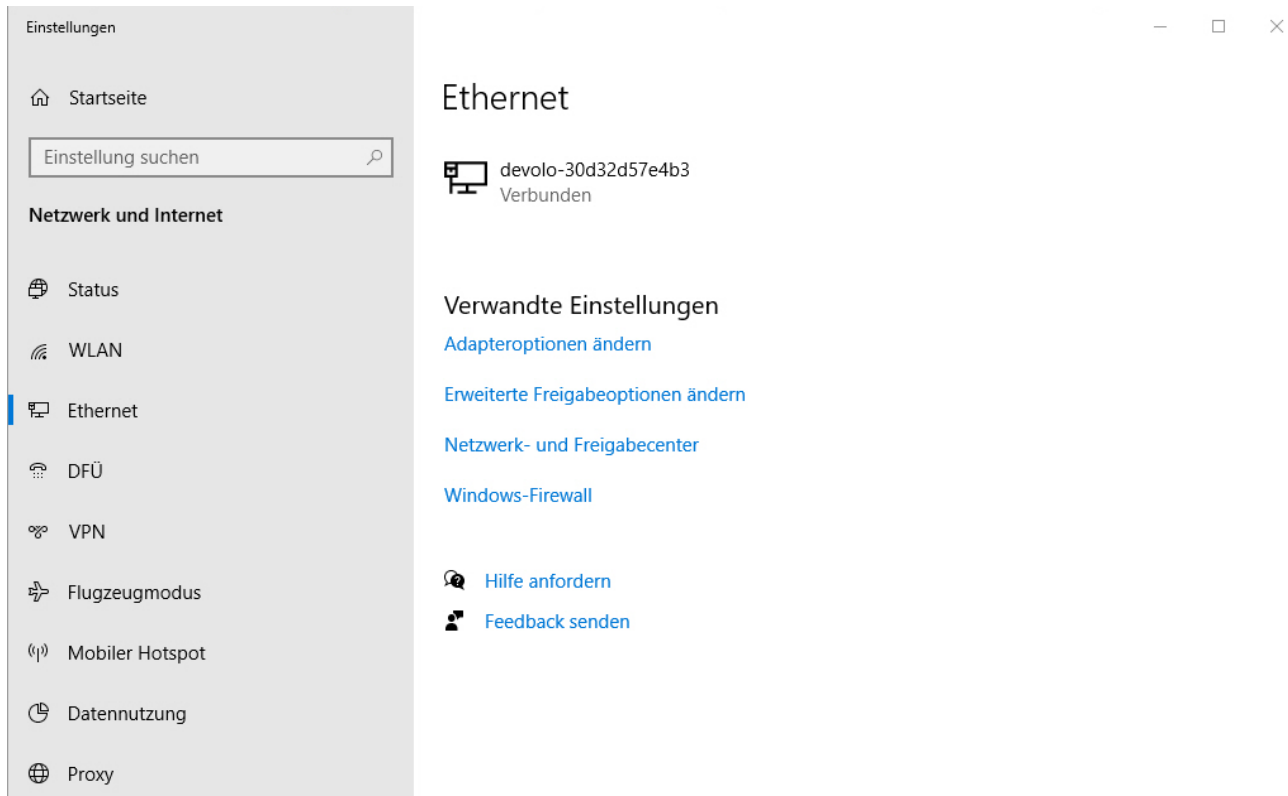 Einstellungen
Startseite
Einstellung suchen
Netzwerk und Internet
Status
WLAN
Ethernet
DFÜ
VPN
Flugzeugmodus
Mobiler Hotspot
Datennutzung
Proxy
Ethernet
devolo-30d32d57e4b3
Verbunden
Verwandte Einstellungen
Adapteroptionen ändern
Erweiterte Freigabeoptionen ändern
Netzwerk- und Freigabecenter
Windows-Firewall
Hilfe anfordern
Feedback senden